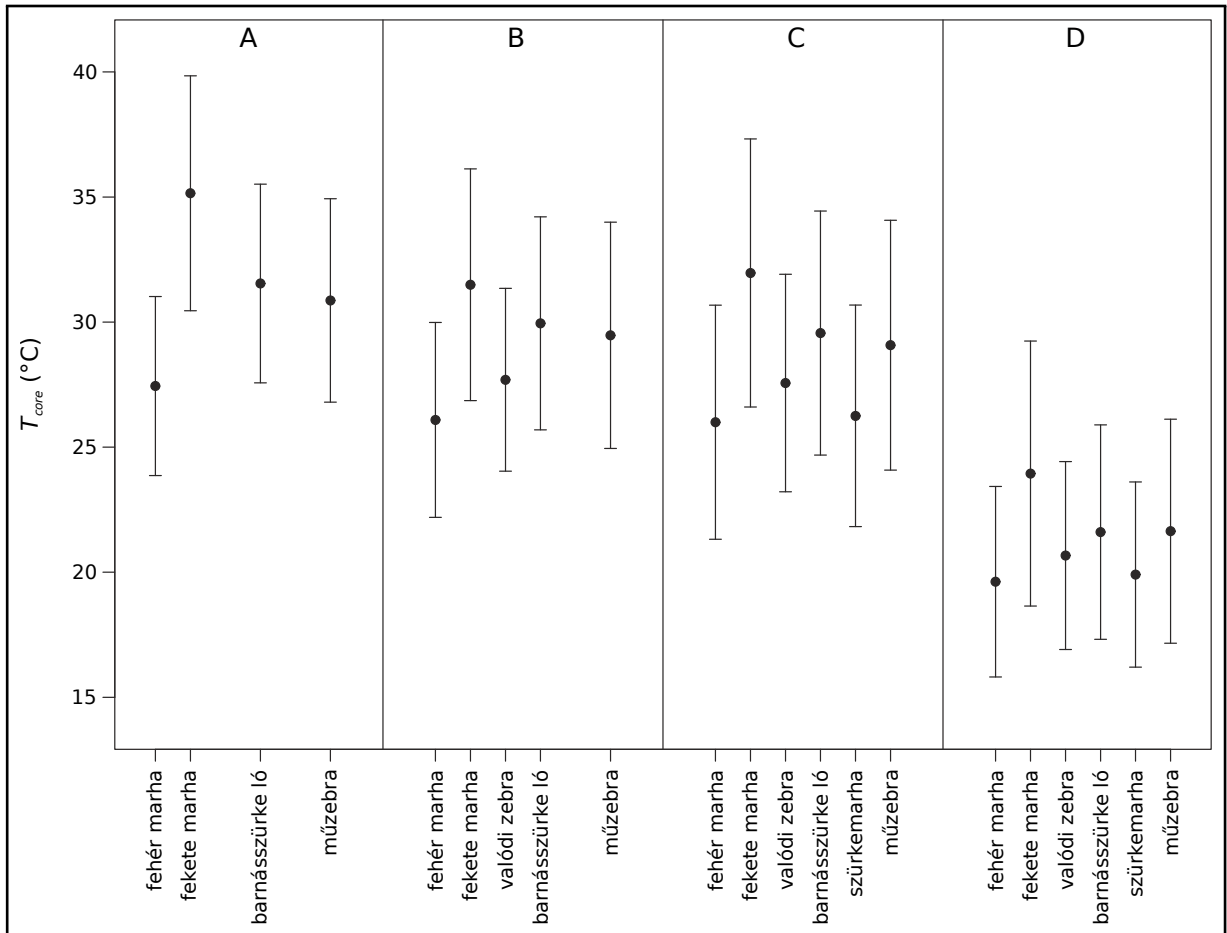 A B C D
40
35
30
25
20
15
T core (°C)
fehér marha
fekete marha
barnásszürke ló
műzebra
fehér marha
fekete marha
valódi zebra
barnásszürke ló
műzebra
fehér marha
fekete marha
valódi zebra
barnásszürke ló
szürkemarha
műzebra
fehér marha
fekete marha
valódi zebra
barnásszürke ló
szürkemarha
műzebra